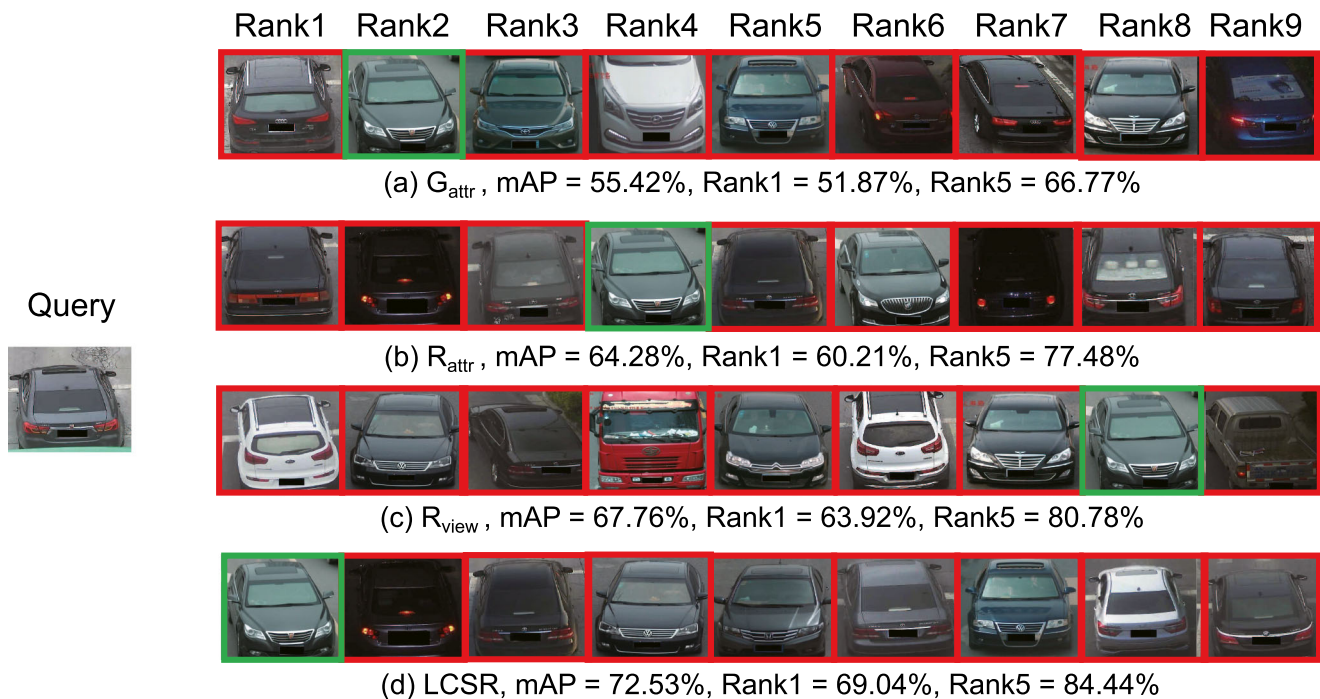 Rank1 Rank2 Rank3 Rank4 Rank5 Rank6 Rank7 Rank8 Rank9
(a) Gattr , mAP = 55.42%, Rank1 = 51.87%, Rank5 = 66.77%
Query
(b) Rattr, mAP = 64.28%, Rank1 = 60.21%, Rank5 = 77.48%
(c) Rview , mAP = 67.76%, Rank1 = 63.92%, Rank5 = 80.78%
(d) LCSR, mAP = 72.53%, Rank1 = 69.04%, Rank5 = 84.44%